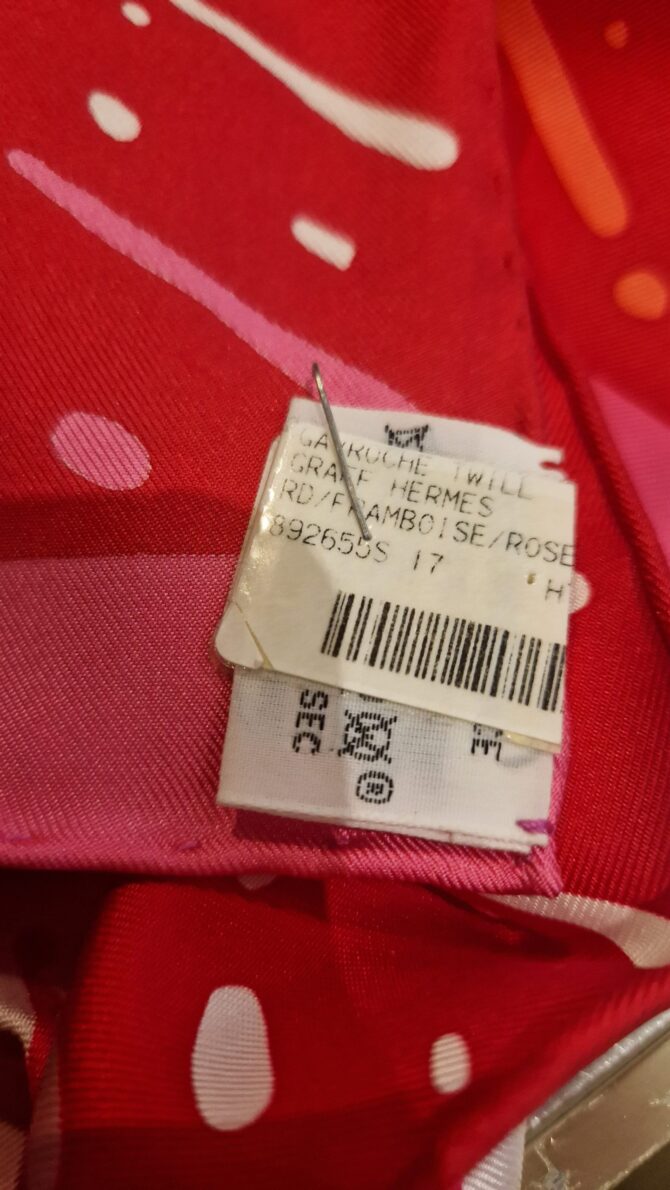 GAVROCHE TWILL
GRAFF HERMES
RD/FRAMBOISE/ROSE
892655S 17
H
SEC